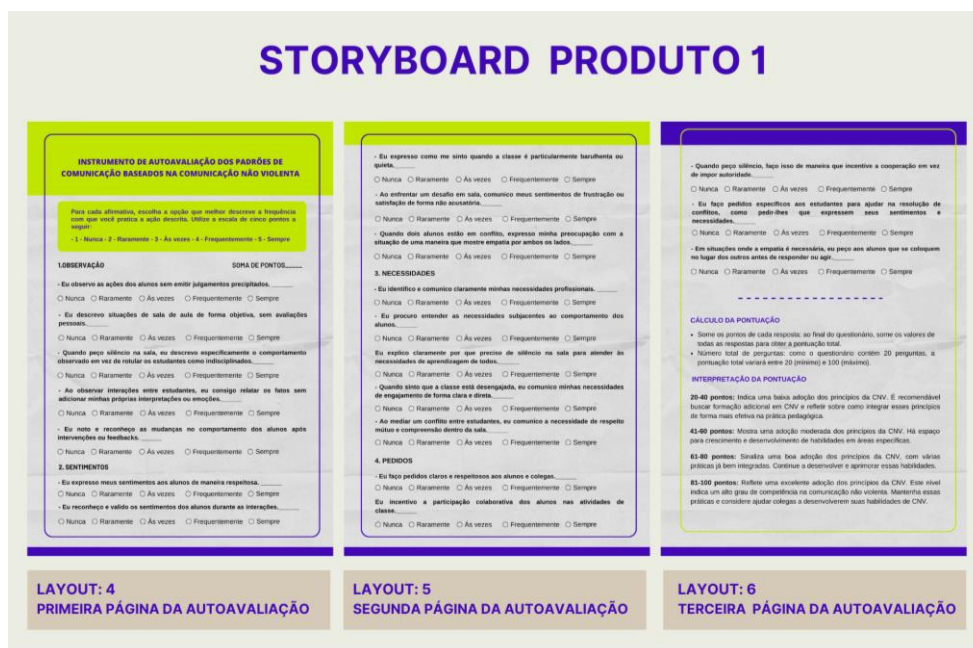 STORYBOARD PRODUTO 1
INSTRUMENTO DE AUTOAVALIAÇÃO DOS PADRÕES DE
COMUNICAÇÃO BASEADOS NA COMUNICAÇÃO NÃO VIOLENTA
Para cada afirmativa, escolha a opção que melhor descreve a frequência
com que você pratica a ação descrita. Utilize a escala de cinco pontos a
seguir:
- 1 - Nunca - 2 - Raramente - 3 - Às vezes - 4 - Frequentemente - 5 - Sempre
1.OBSERVAÇÃO SOMA DE PONTOS_____
- Eu observo as ações dos alunos sem emitir julgamentos precipitados. ______
○ Nunca ○ Raramente ○ Às vezes ○ Frequentemente ○ Sempre
- Eu descrevo situações de sala de aula de forma objetiva, sem avaliações
pessoais.______
○ Nunca ○ Raramente ○ Às vezes ○ Frequentemente ○ Sempre
- Quando peço silêncio na sala, eu descrevo especificamente o comportamento
observado em vez de rotular os estudantes como indisciplinados.______
○ Nunca ○ Raramente ○ Às vezes ○ Frequentemente ○ Sempre
- Ao observar interações entre estudantes, eu consigo relatar os fatos sem
adicionar minhas próprias interpretações ou emoções.______
○ Nunca ○ Raramente ○ Às vezes ○ Frequentemente ○ Sempre
- Eu noto e reconheço as mudanças no comportamento dos alunos após
intervenções ou feedbacks. ______
○ Nunca ○ Raramente ○ Às vezes ○ Frequentemente ○ Sempre
2. SENTIMENTOS
- Eu expresso meus sentimentos aos alunos de maneira respeitosa. ______
○ Nunca ○ Raramente ○ Às vezes ○ Frequentemente ○ Sempre
- Eu reconheço e valido os sentimentos dos alunos durante as interações.______
○ Nunca ○ Raramente ○ Às vezes ○ Frequentemente ○ Sempre
LAYOUT: 4
PRIMEIRA PÁGINA DA AUTOAVALIAÇÃO
- Eu expresso como me sinto quando a classe é particularmente barulhenta ou
quieta.______
○ Nunca ○ Raramente ○ Às vezes ○ Frequentemente ○ Sempre
- Ao enfrentar um desafio em sala, comunico meus sentimentos de frustração ou
satisfação de forma não acusatória.______
○ Nunca ○ Raramente ○ Às vezes ○ Frequentemente ○ Sempre
- Quando dois alunos estão em conflito, expresso minha preocupação com a
situação de uma maneira que mostre empatia por ambos os lados.______
○ Nunca ○ Raramente ○ Às vezes ○ Frequentemente ○ Sempre
3. NECESSIDADES
- Eu identifico e comunico claramente minhas necessidades profissionais. ______
○ Nunca ○ Raramente ○ Às vezes ○ Frequentemente ○ Sempre
- Eu procuro entender as necessidades subjacentes ao comportamento dos
alunos.______
○ Nunca ○ Raramente ○ Às vezes ○ Frequentemente ○ Sempre
Eu explico claramente por que preciso de silêncio na sala para atender às
necessidades de aprendizagem de todos.______
○ Nunca ○ Raramente ○ Às vezes ○ Frequentemente ○ Sempre
- Quando sinto que a classe está desengajada, eu comunico minhas necessidades
de engajamento de forma clara e direta.______
○ Nunca ○ Raramente ○ Às vezes ○ Frequentemente ○ Sempre
- Ao mediar um conflito entre estudantes, eu comunico a necessidade de respeito
mútuo e compreensão dentro da sala.______
○ Nunca ○ Raramente ○ Às vezes ○ Frequentemente ○ Sempre
4. PEDIDOS
- Eu faço pedidos claros e respeitosos aos alunos e colegas.______
○ Nunca ○ Raramente ○ Às vezes ○ Frequentemente ○ Sempre
Eu incentivo a participação colaborativa dos alunos nas atividades de
classe.______
○ Nunca ○ Raramente ○ Às vezes ○ Frequentemente ○ Sempre
LAYOUT: 5
SEGUNDA PÁGINA DA AUTOAVALIAÇÃO
- Quando peço silêncio, faço isso de maneira que incentive a cooperação em vez
de impor autoridade.______
○ Nunca ○ Raramente ○ Às vezes ○ Frequentemente ○ Sempre
- Eu faço pedidos específicos aos estudantes para ajudar na resolução de
conflitos, como pedir-lhes que expressem seus sentimentos e
necessidades.______
○ Nunca ○ Raramente ○ Às vezes ○ Frequentemente ○ Sempre
- Em situações onde a empatia é necessária, eu peço aos alunos que se coloquem
no lugar dos outros antes de responder ou agir.______
○ Nunca ○ Raramente ○ Às vezes ○ Frequentemente ○ Sempre
CÁLCULO DA PONTUAÇÃO
• Some os pontos de cada resposta: ao final do questionário, some os valores de
todas as respostas para obter a pontuação total.
• Número total de perguntas: como o questionário contém 20 perguntas, a
pontuação total variará entre 20 (mínimo) e 100 (máximo).
INTERPRETAÇÃO DA PONTUAÇÃO
20-40 pontos: Indica uma baixa adoção dos princípios da CNV. É recomendável
buscar formação adicional em CNV e refletir sobre como integrar esses princípios
de forma mais efetiva na prática pedagógica.
41-60 pontos: Mostra uma adoção moderada dos princípios da CNV. Há espaço
para crescimento e desenvolvimento de habilidades em áreas específicas.
61-80 pontos: Sinaliza uma boa adoção dos princípios da CNV, com várias
práticas já bem integradas. Continue a desenvolver e aprimorar essas habilidades.
81-100 pontos: Reflete uma excelente adoção dos princípios da CNV. Este nível
indica um alto grau de competência na comunicação não violenta. Mantenha essas
práticas e considere ajudar colegas a desenvolverem suas habilidades de CNV.
LAYOUT: 6
TERCEIRA PÁGINA DA AUTOAVALIAÇÃO